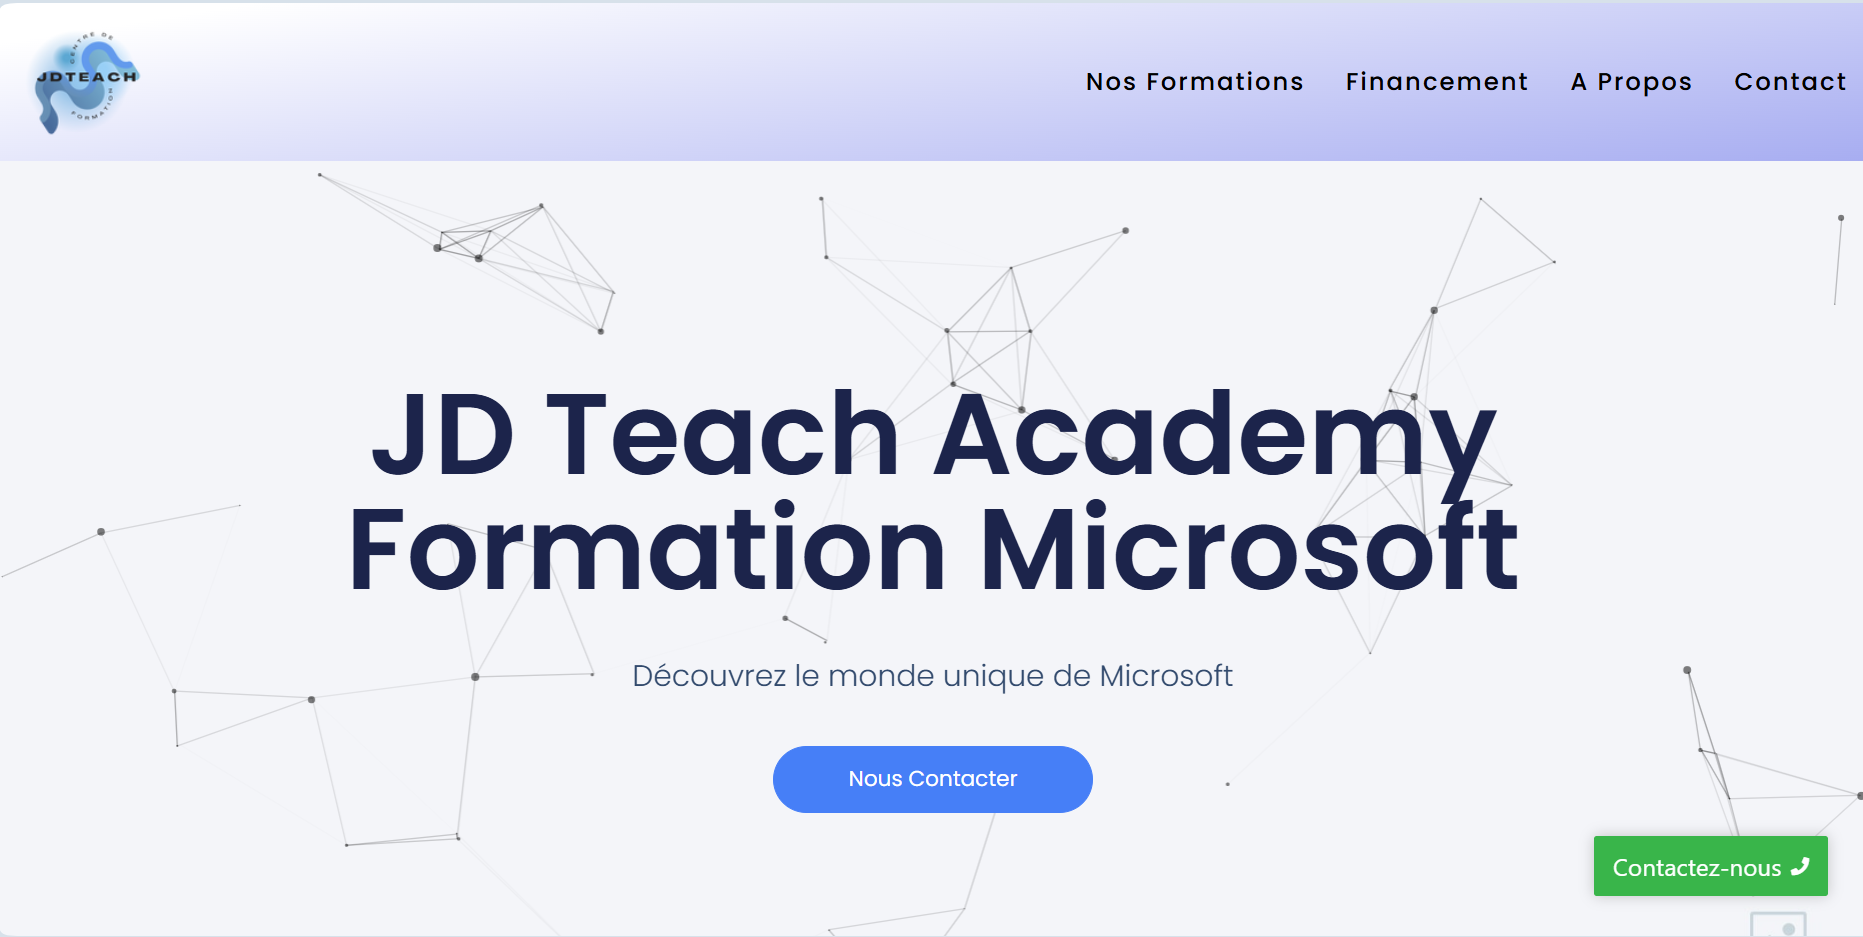 CENTRE DE
JDTEACH
FORMATION
Nos Formations
Financement
A Propos
Contact
JD Teach Academy
Formation Microsoft
Découvrez le monde unique de Microsoft
Nous Contacter
Contactez-nous